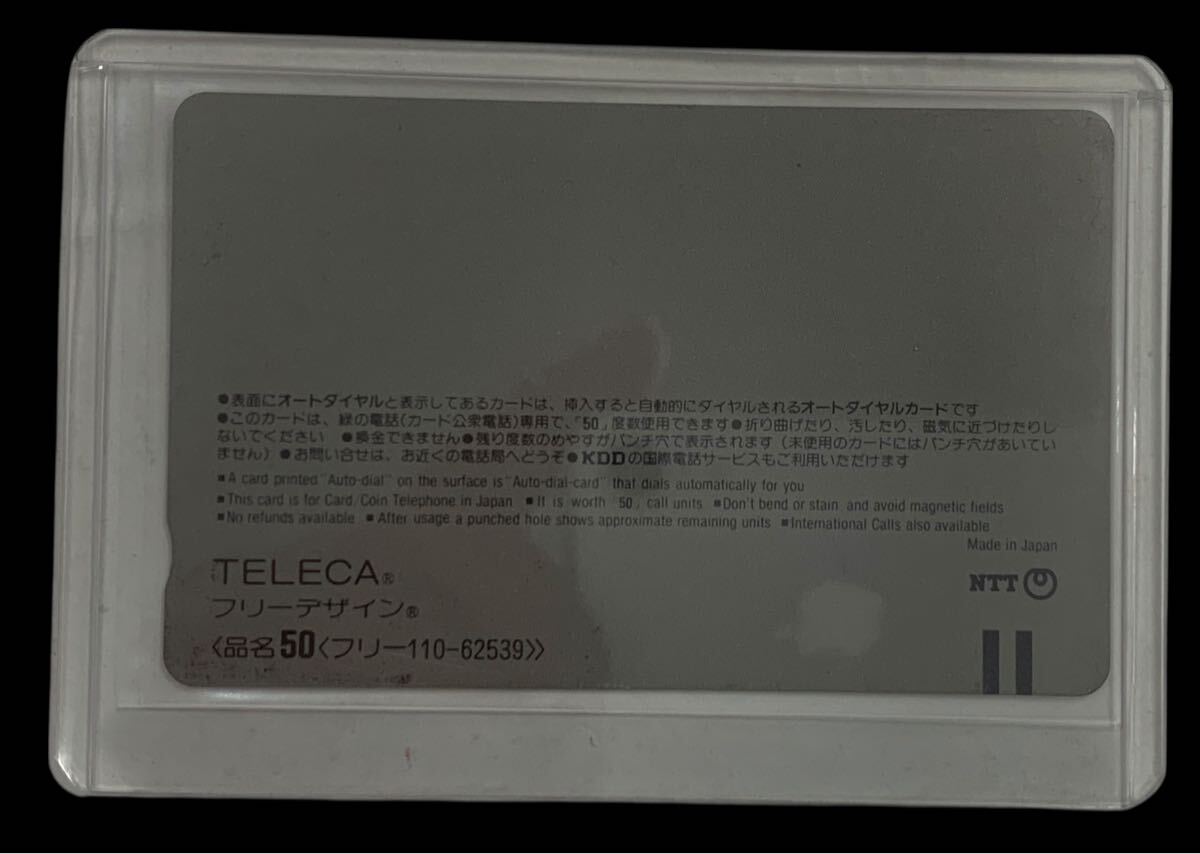 ●表面にオートダイヤルと表示してあるカードは、挿入すると自動的にダイヤルされるオートダイヤルカードです
●このカードは、緑の電話(カード公衆電話)専用で、「50」度数使用できます●折り曲げたり、汚したり、磁気に近づけたりし
ないでください ●換金できません●残り度数のめやすがパンチ穴で表示されます(未使用のカードにはパンチ穴があいてい
ません)●お問い合せは、お近くの電話局へどうぞ●KDDの国際電話サービスもご利用いただけます
■A card printed "Auto-dial" on the surface is "Auto-dial-card" that dials automatically for you
■This card is for Card/Coin Telephone in Japan ■It is worth「50」call units ■Don't bend or stain and avoid magnetic fields
■No refunds available ■After usage a punched hole shows approximate remaining units ■International Calls also available
Made in Japan
TELECA®
NTT
フリーデザイン®
〈品名50〈フリー110-62539〉〉